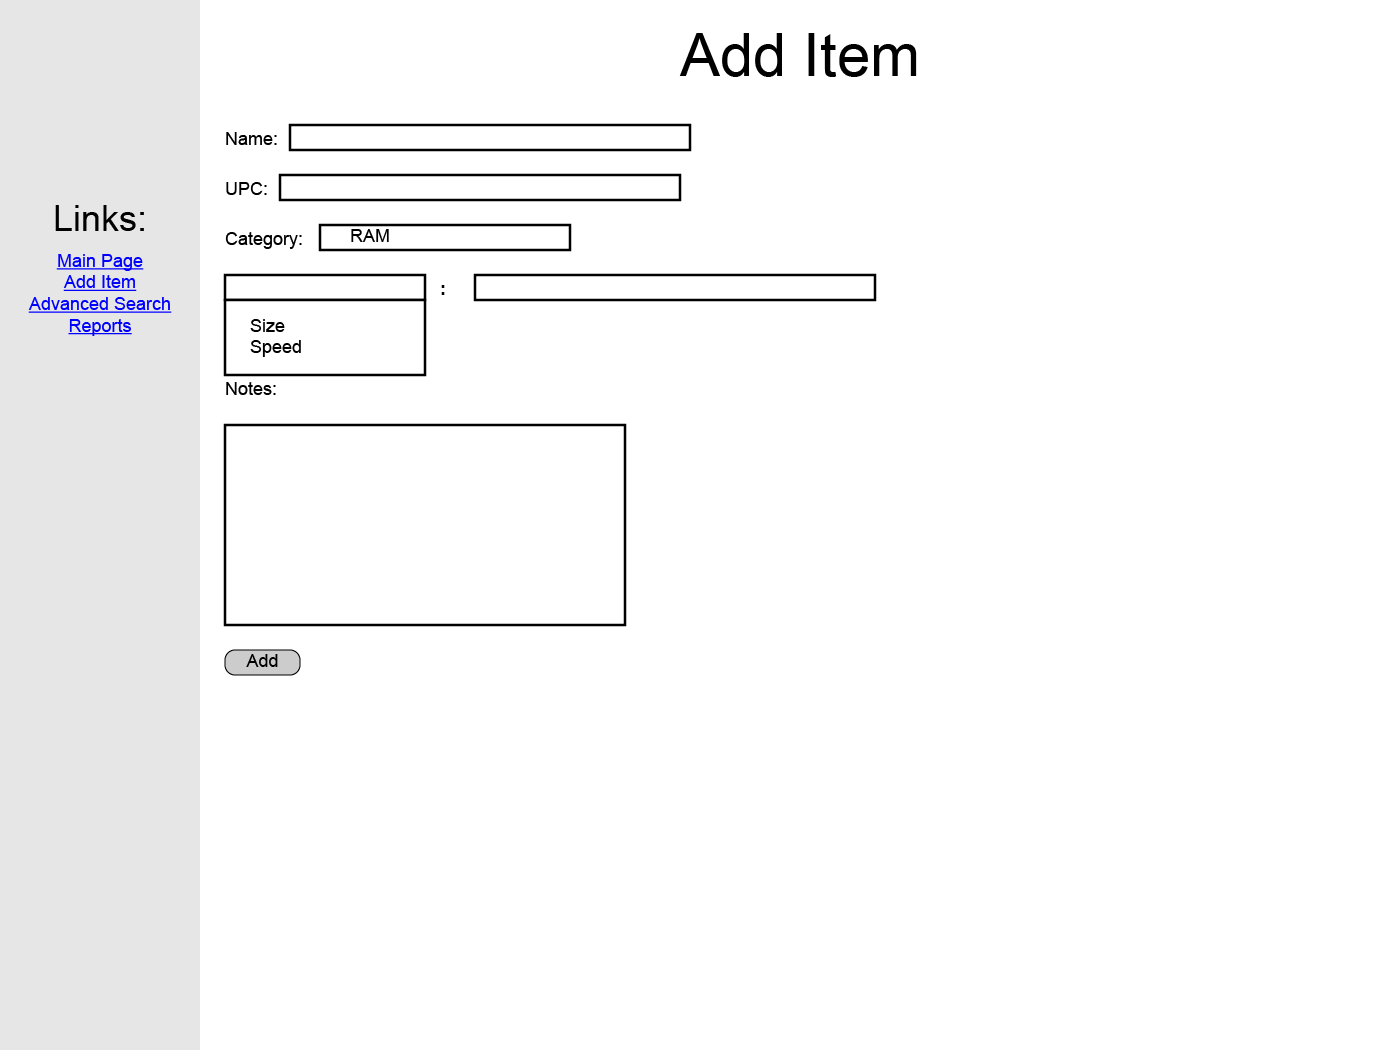 Add Item
Name:
UPC:
Links:
Category: RAM
Main Page
Add Item
:
Advanced Search
Reports
Size
Speed
Notes:
Add